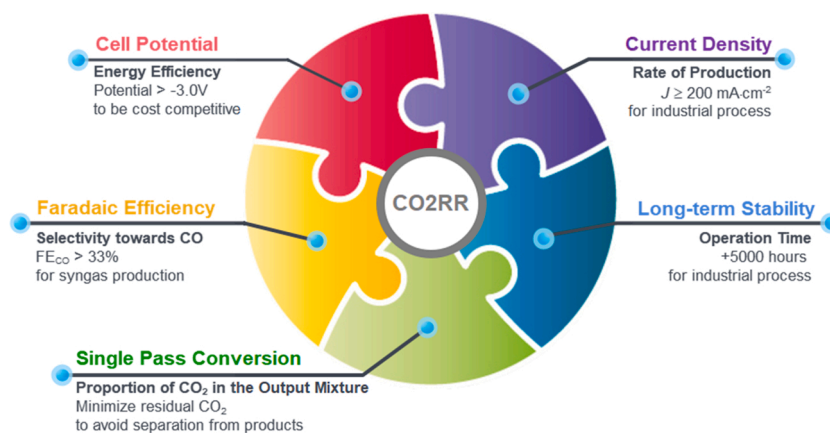 Cell Potential
Energy Efficiency
Potential > -3.0V
to be cost competitive
Current Density
Rate of Production
J ≥ 200 mA·cm⁻²
for industrial process
CO2RR
Faradaic Efficiency
Selectivity towards CO
FE_CO > 33%
for syngas production
Long-term Stability
Operation Time
+5000 hours
for industrial process
Single Pass Conversion
Proportion of CO₂ in the Output Mixture
Minimize residual CO₂
to avoid separation from products